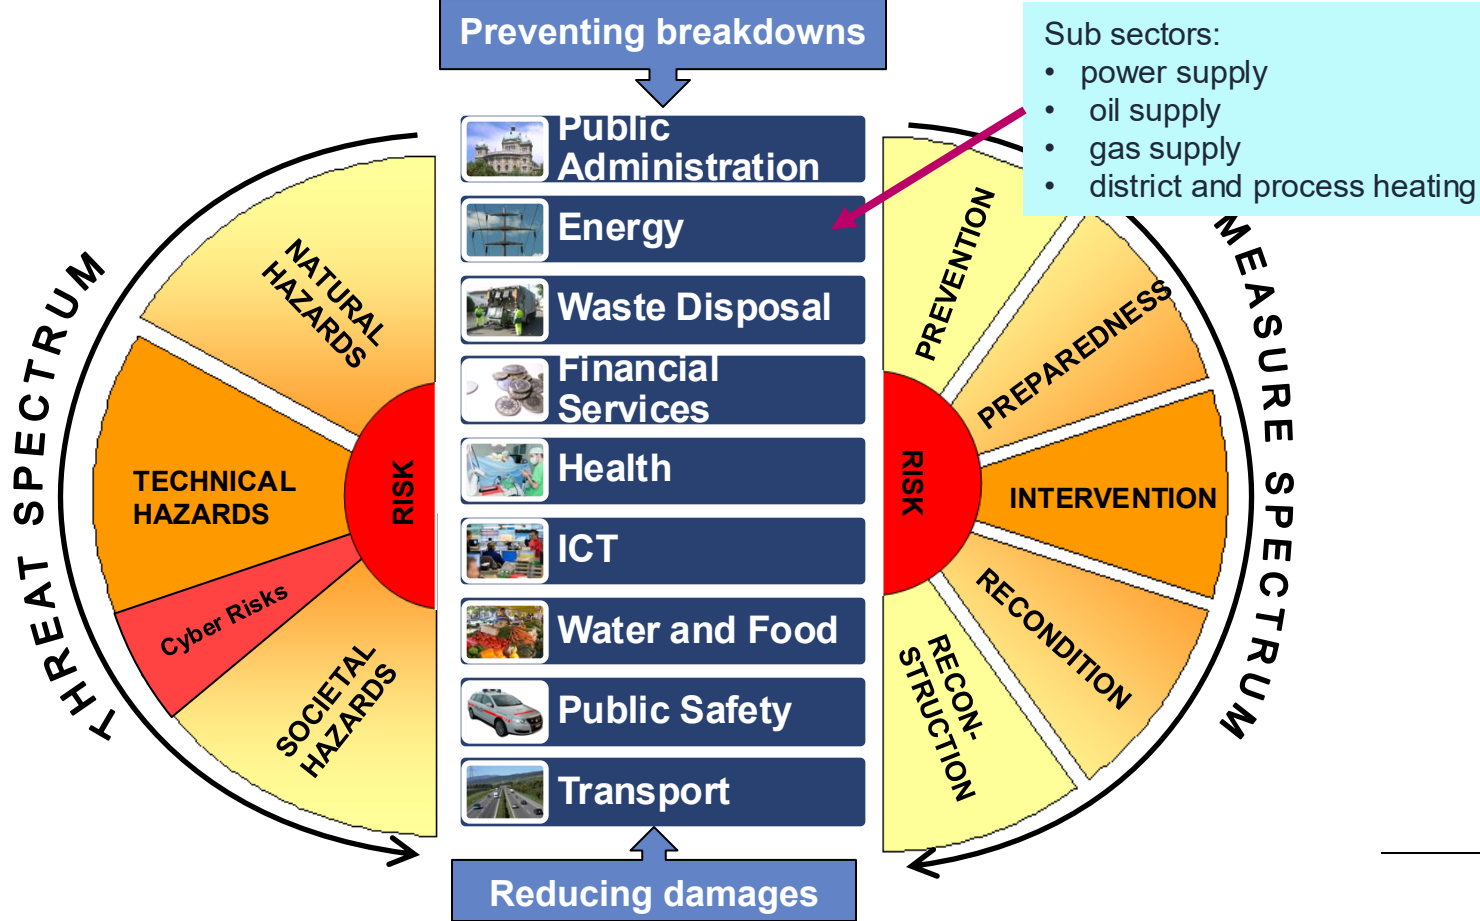 Preventing breakdowns
Sub sectors:
• power supply
• oil supply
• gas supply
• district and process heating
THREAT SPECTRUM
NATURAL
HAZARDS
TECHNICAL
HAZARDS
Cyber Risks
SOCIETAL
HAZARDS
RISK
Public
Administration
Energy
Waste Disposal
Financial
Services
Health
ICT
Water and Food
Public Safety
Transport
RISK
PREVENTION
PREPAREDNESS
INTERVENTION
RECONDITION
RECON-
STRUCTION
MEASURE SPECTRUM
Reducing damages